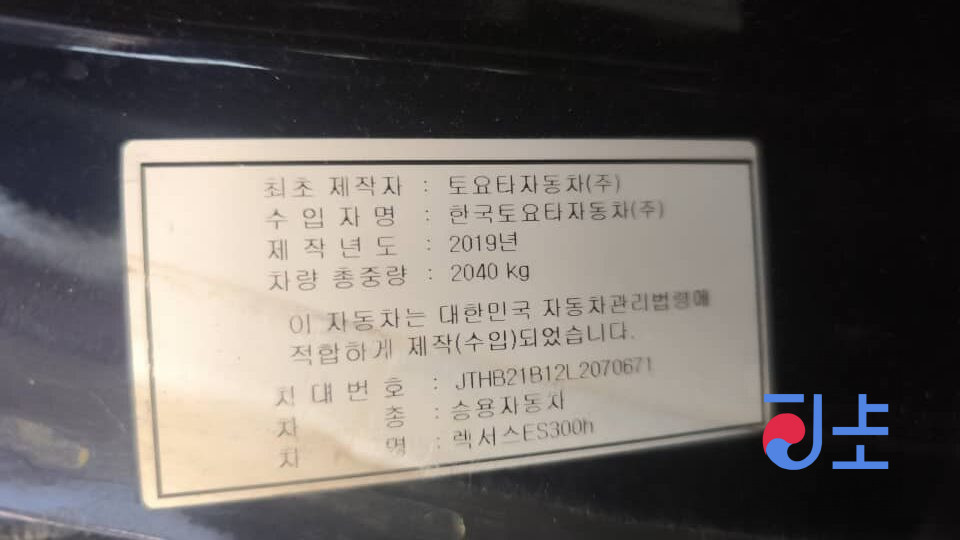 최초 제작자 : 토요타자동차(주)
수 입 자 명 : 한국토요타자동차(주)
제 작 년 도 : 2019년
차량 총중량 : 2040 kg
이 자동차는 대한민국 자동차관리법령에
적합하게 제작(수입)되었습니다.
차 대 번 호 : JTHB21B12L2070671
차 종 : 승용자동차
차 명 : 렉서스ES300h